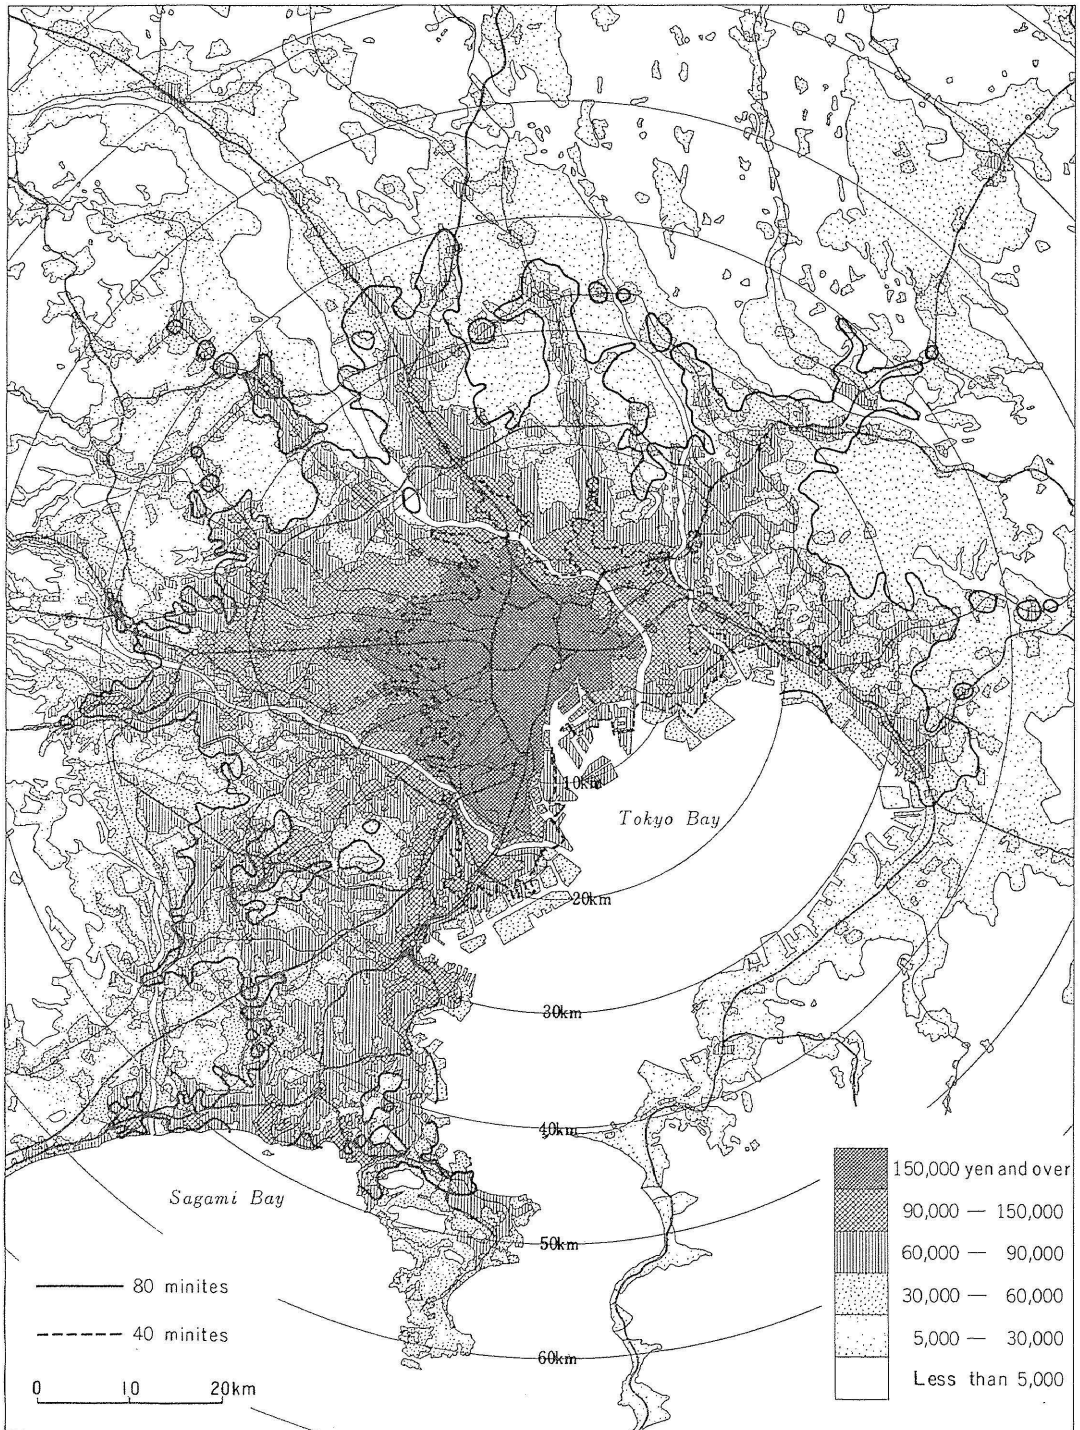 10km
Tokyo Bay
20km
30km
40km
50km
60km
Sagami Bay
80 minites
40 minites
0 10 20km
150,000 yen and over
90,000 — 150,000
60,000 — 90,000
30,000 — 60,000
5,000 — 30,000
Less than 5,000